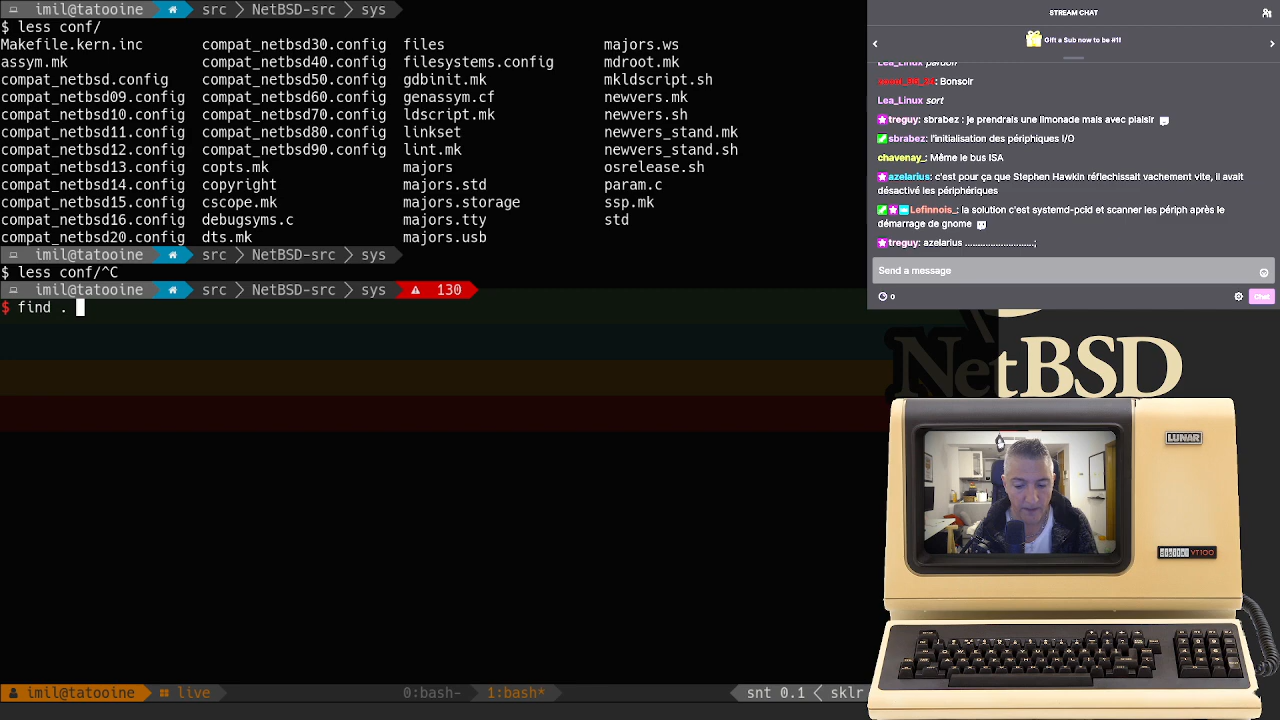 imil@tatooine src NetBSD-src sys
$ less conf/
Makefile.kern.inc compat_netbsd30.config files majors.ws
assym.mk compat_netbsd40.config filesystems.config mdroot.mk
compat_netbsd.config compat_netbsd50.config gdbinit.mk mkldscript.sh
compat_netbsd09.config compat_netbsd60.config genassym.cf newvers.mk
compat_netbsd10.config compat_netbsd70.config ldscript.mk newvers.sh
compat_netbsd11.config compat_netbsd80.config linkset newvers_stand.mk
compat_netbsd12.config compat_netbsd90.config lint.mk newvers_stand.sh
compat_netbsd13.config copts.mk majors osrelease.sh
compat_netbsd14.config copyright majors.std param.c
compat_netbsd15.config cscope.mk majors.storage ssp.mk
compat_netbsd16.config debugsyms.c majors.tty std
compat_netbsd20.config dts.mk majors.usb
imil@tatooine src NetBSD-src sys
$ less conf/^C
imil@tatooine src NetBSD-src sys 130
$ find .
imil@tatooine live 0:bash- 1:bash* snt 0.1 sklr
STREAM CHAT
Gift a Sub now to be #1!
Lea_Linux pardon
: Bonsoir
Lea_Linux sort
treguy: sbrabez : je prendrais une limonade mais avec plaisir
sbrabez: l'initialisation des périphiques I/O
chavenay_: Même le bus ISA
azelarius: c'est pour ça que Stephen Hawkin réflechissait vachement vite, il avait
désactivé les périphériques
Lefinnois_: la solution c'est systemd-pcid et scanner les périph après le
démarrage de gnome
treguy: azelarius
Send a message
0
Chat
NetBSD
LUNAR
digital VT100